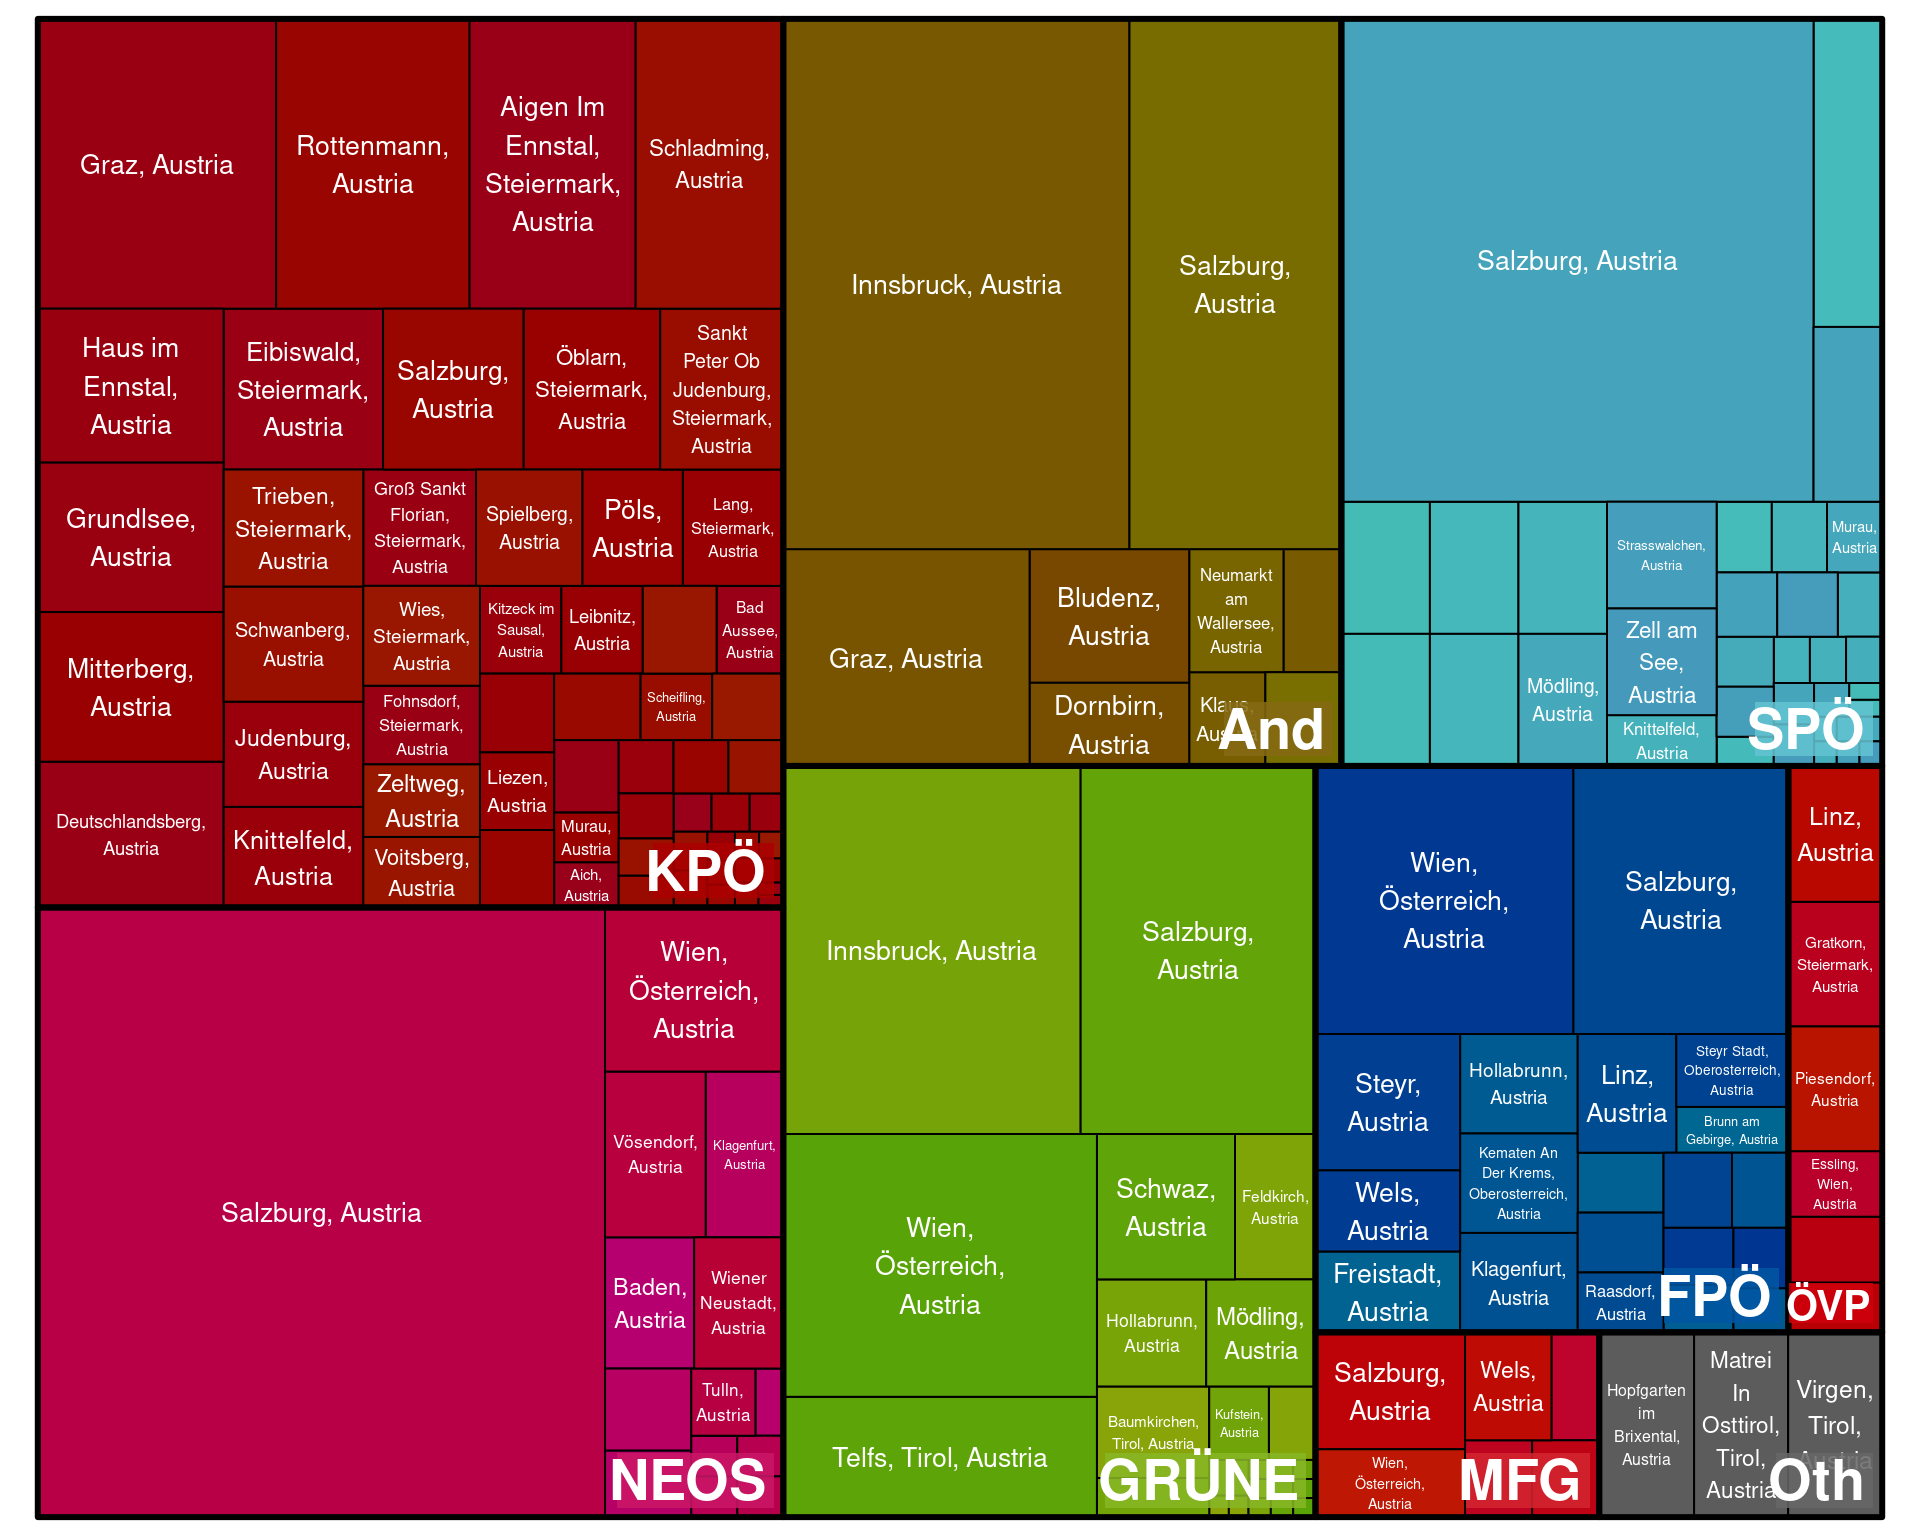 Graz, Austria
Rottenmann,
Austria
Aigen Im
Ennstal,
Steiermark,
Austria
Schladming,
Austria
Haus im
Ennstal,
Austria
Eibiswald,
Steiermark,
Austria
Salzburg,
Austria
Öblarn,
Steiermark,
Austria
Sankt
Peter Ob
Judenburg,
Steiermark,
Austria
Grundlsee,
Austria
Trieben,
Steiermark,
Austria
Groß Sankt
Florian,
Steiermark,
Austria
Spielberg,
Austria
Pöls,
Austria
Lang,
Steiermark,
Austria
Mitterberg,
Austria
Schwanberg,
Austria
Wies,
Steiermark,
Austria
Kitzeck im
Sausal,
Austria
Leibnitz,
Austria
Bad
Aussee,
Austria
Deutschlandsberg,
Austria
Judenburg,
Austria
Fohnsdorf,
Steiermark,
Austria
Scheifling,
Austria
Knittelfeld,
Austria
Zeltweg,
Austria
Voitsberg,
Austria
Liezen,
Austria
Murau,
Austria
Aich,
Austria
KPÖ
Innsbruck, Austria
Salzburg,
Austria
Graz, Austria
Bludenz,
Austria
Dornbirn,
Austria
Neumarkt
am
Wallersee,
Austria
Klaus,
Austria
And
Salzburg, Austria
Strasswalchen,
Austria
Murau,
Austria
Zell am
See,
Austria
Mödling,
Austria
Knittelfeld,
Austria
SPÖ
Salzburg, Austria
Wien,
Österreich,
Austria
Vösendorf,
Austria
Klagenfurt,
Austria
Baden,
Austria
Wiener
Neustadt,
Austria
Tulln,
Austria
NEOS
Innsbruck, Austria
Salzburg,
Austria
Wien,
Österreich,
Austria
Schwaz,
Austria
Feldkirch,
Austria
Hollabrunn,
Austria
Mödling,
Austria
Telfs, Tirol, Austria
Baumkirchen,
Tirol, Austria
Kufstein,
Austria
GRÜNE
Wien,
Österreich,
Austria
Salzburg,
Austria
Steyr,
Austria
Hollabrunn,
Austria
Linz,
Austria
Steyr Stadt,
Oberosterreich,
Austria
Brunn am
Gebirge, Austria
Kematen An
Der Krems,
Oberosterreich,
Austria
Wels,
Austria
Freistadt,
Austria
Klagenfurt,
Austria
Raasdorf,
Austria
FPÖ
Linz,
Austria
Gratkorn,
Steiermark,
Austria
Piesendorf,
Austria
Essling,
Wien,
Austria
ÖVP
Salzburg,
Austria
Wels,
Austria
Wien,
Österreich,
Austria
MFG
Hopfgarten
im
Brixental,
Austria
Matrei
In
Osttirol,
Tirol,
Austria
Virgen,
Tirol,
Austria
Oth